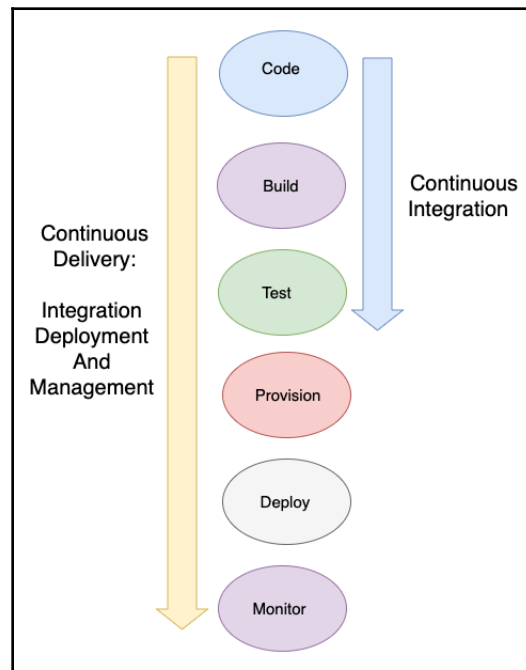 Code
Build
Continuous
Integration
Continuous
Delivery:
Integration
Deployment
And
Management
Test
Provision
Deploy
Monitor